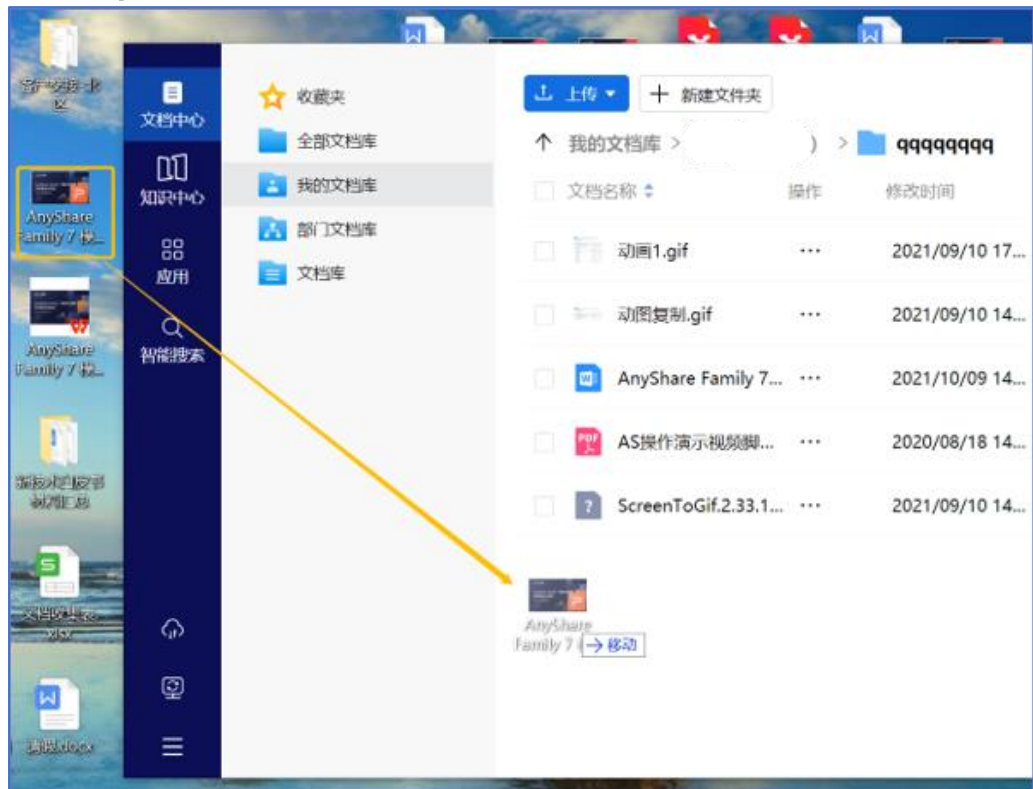 文档中心
知识中心
应用
智能搜索
收藏夹
全部文档库
我的文档库
部门文档库
文档库
上传
新建文件夹
我的文档库 > ) > qqqqqqqq
文档名称 操作 修改时间
动画1.gif ··· 2021/09/10 17...
动图复制.gif ··· 2021/09/10 14...
AnyShare Family 7... ··· 2021/10/09 14...
AS操作演示视频脚... ··· 2020/08/18 14...
ScreenToGif.2.33.1... ··· 2021/09/10 14...
AnyShare
Family 7
AnyShare
Family 7
xlsx
请假.docx
AnyShare
Family 7
移动